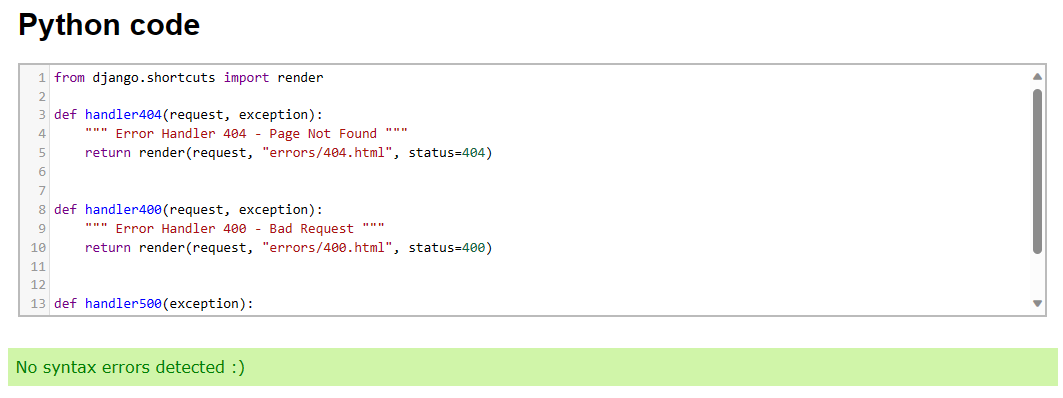 Python code
1 from django.shortcuts import render
2
3 def handler404(request, exception):
4     """ Error Handler 404 - Page Not Found """
5     return render(request, "errors/404.html", status=404)
6
7
8 def handler400(request, exception):
9     """ Error Handler 400 - Bad Request """
10     return render(request, "errors/400.html", status=400)
11
12
13 def handler500(exception):
No syntax errors detected :)